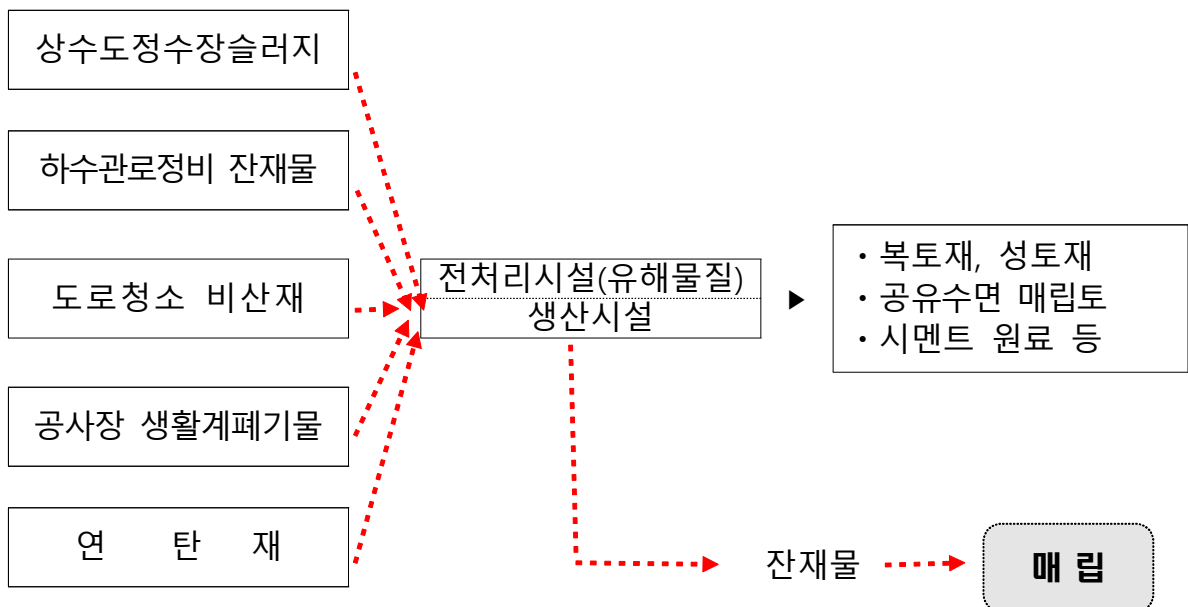 상수도정수장슬러지
하수관로정비 잔재물
도로청소 비산재
공사장 생활계폐기물
연 탄 재
전처리시설(유해물질)
생산시설
▶
・복토재, 성토재
・공유수면 매립토
・시멘트 원료 등
잔재물
매 립